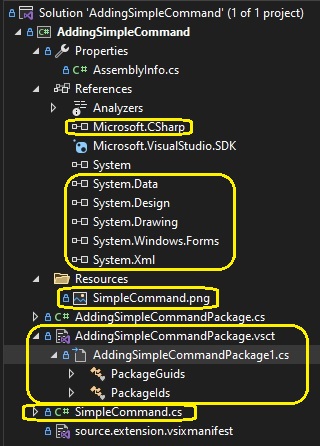 Solution 'AddingSimpleCommand' (1 of 1 project)
C# AddingSimpleCommand
Properties
C# AssemblyInfo.cs
References
Analyzers
Microsoft.CSharp
Microsoft.VisualStudio.SDK
System
System.Data
System.Design
System.Drawing
System.Windows.Forms
System.Xml
Resources
SimpleCommand.png
C# AddingSimpleCommandPackage.cs
AddingSimpleCommandPackage.vsct
AddingSimpleCommandPackage1.cs
PackageGuids
PackageIds
C# SimpleCommand.cs
source.extension.vsixmanifest